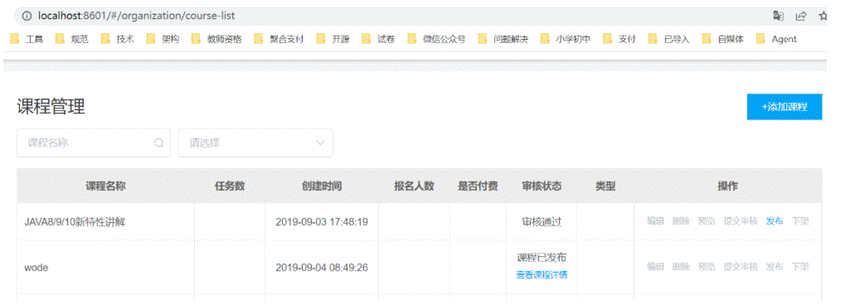 localhost:8601/#/organization/course-list
工具 规范 技术 架构 教师资格 聚合支付 开源 试卷 微信公众号 问题解决 小学初中 支付 已导入 自媒体 Agent
课程管理
+添加课程
课程名称 请选择
课程名称 任务数 创建时间 报名人数 是否付费 审核状态 类型 操作
JAVA8/9/10新特性讲解 2019-09-03 17:48:19 审核通过 编辑 删除 预览 提交审核 发布 下架
wode 2019-09-04 08:49:26 课程已发布 编辑 删除 预览 提交审核 发布 下架
查看课程详情